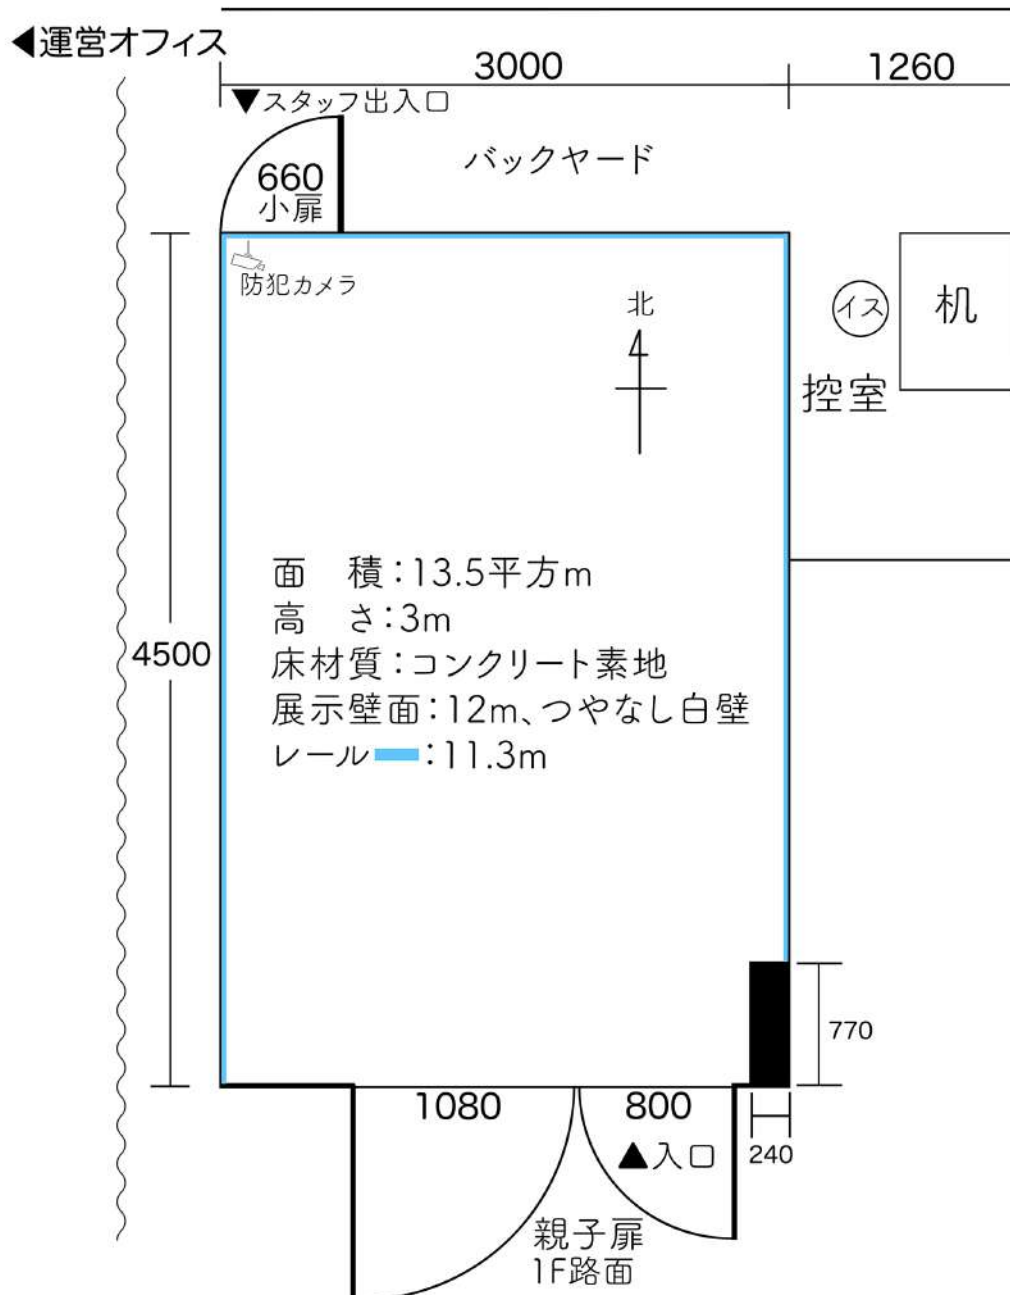 ◀運営オフィス
3000
1260
▼スタッフ出入口
バックヤード
660
小扉
防犯カメラ
北
イス
机
控室
面　積：13.5平方m
高　さ：3m
床材質：コンクリート素地
展示壁面：12m、つやなし白壁
レール　：11.3m
4500
770
1080
800
240
▲入口
親子扉
1F路面